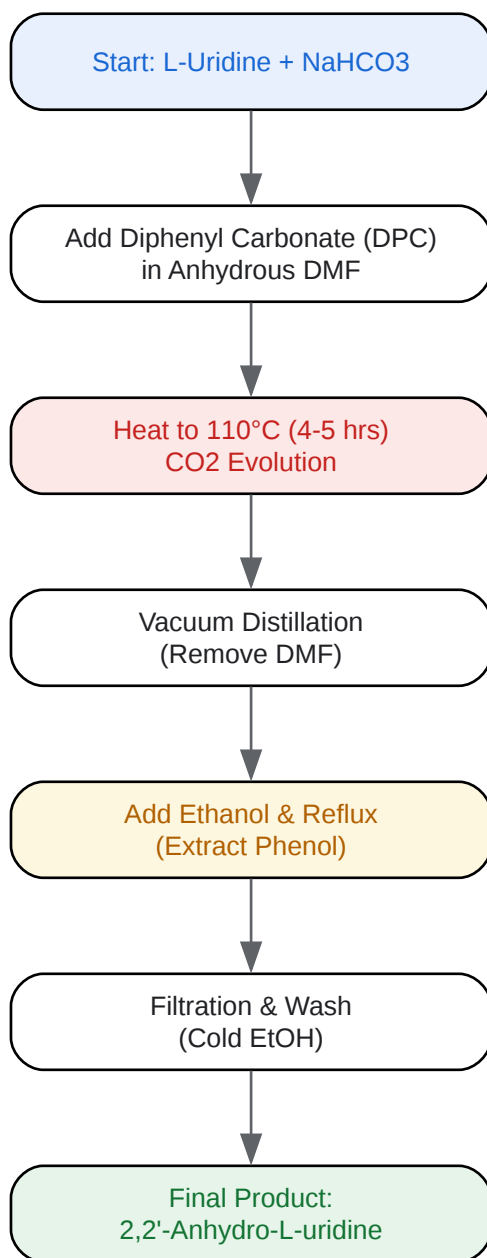 Start: L-Uridine + NaHCO3
Add Diphenyl Carbonate (DPC)
in Anhydrous DMF
Heat to 110°C (4-5 hrs)
CO2 Evolution
Vacuum Distillation
(Remove DMF)
Add Ethanol & Reflux
(Extract Phenol)
Filtration & Wash
(Cold EtOH)
Final Product:
2,2'-Anhydro-L-uridine